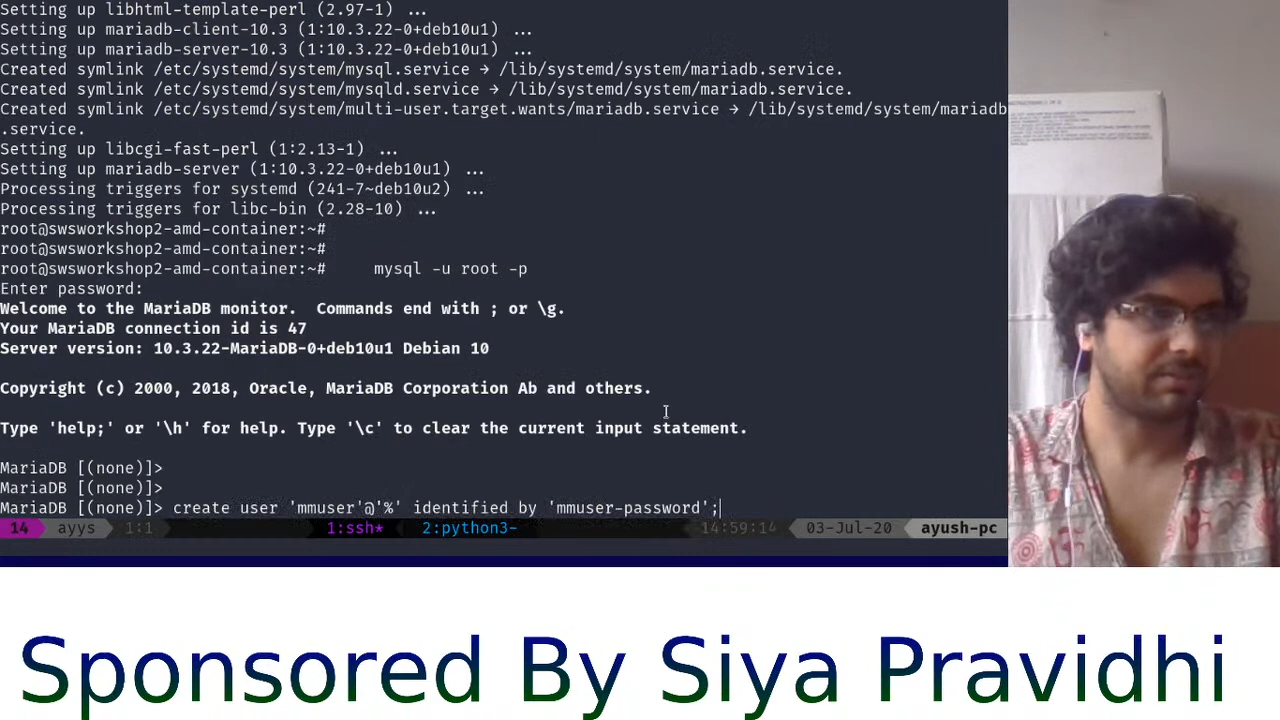 Setting up libhtml-template-perl (2.97-1) ...
Setting up mariadb-client-10.3 (1:10.3.22-0+deb10u1) ...
Setting up mariadb-server-10.3 (1:10.3.22-0+deb10u1) ...
Created symlink /etc/systemd/system/mysql.service → /lib/systemd/system/mariadb.service.
Created symlink /etc/systemd/system/mysqld.service → /lib/systemd/system/mariadb.service.
Created symlink /etc/systemd/system/multi-user.target.wants/mariadb.service → /lib/systemd/system/mariadb
.service.
Setting up libcgi-fast-perl (1:2.13-1) ...
Setting up mariadb-server (1:10.3.22-0+deb10u1) ...
Processing triggers for systemd (241-7~deb10u2) ...
Processing triggers for libc-bin (2.28-10) ...
root@swsworkshop2-amd-container:~#
root@swsworkshop2-amd-container:~#
root@swsworkshop2-amd-container:~#     mysql -u root -p
Enter password:
Welcome to the MariaDB monitor.  Commands end with ; or \g.
Your MariaDB connection id is 47
Server version: 10.3.22-MariaDB-0+deb10u1 Debian 10
Copyright (c) 2000, 2018, Oracle, MariaDB Corporation Ab and others.
Type 'help;' or '\h' for help. Type '\c' to clear the current input statement.
MariaDB [(none)]>
MariaDB [(none)]>
MariaDB [(none)]> create user 'mmuser'@'%' identified by 'mmuser-password';
14 ayys 1:1 1:ssh* 2:python3- 14:59:14 03-Jul-20 ayush-pc
Sponsored By Siya Pravidhi